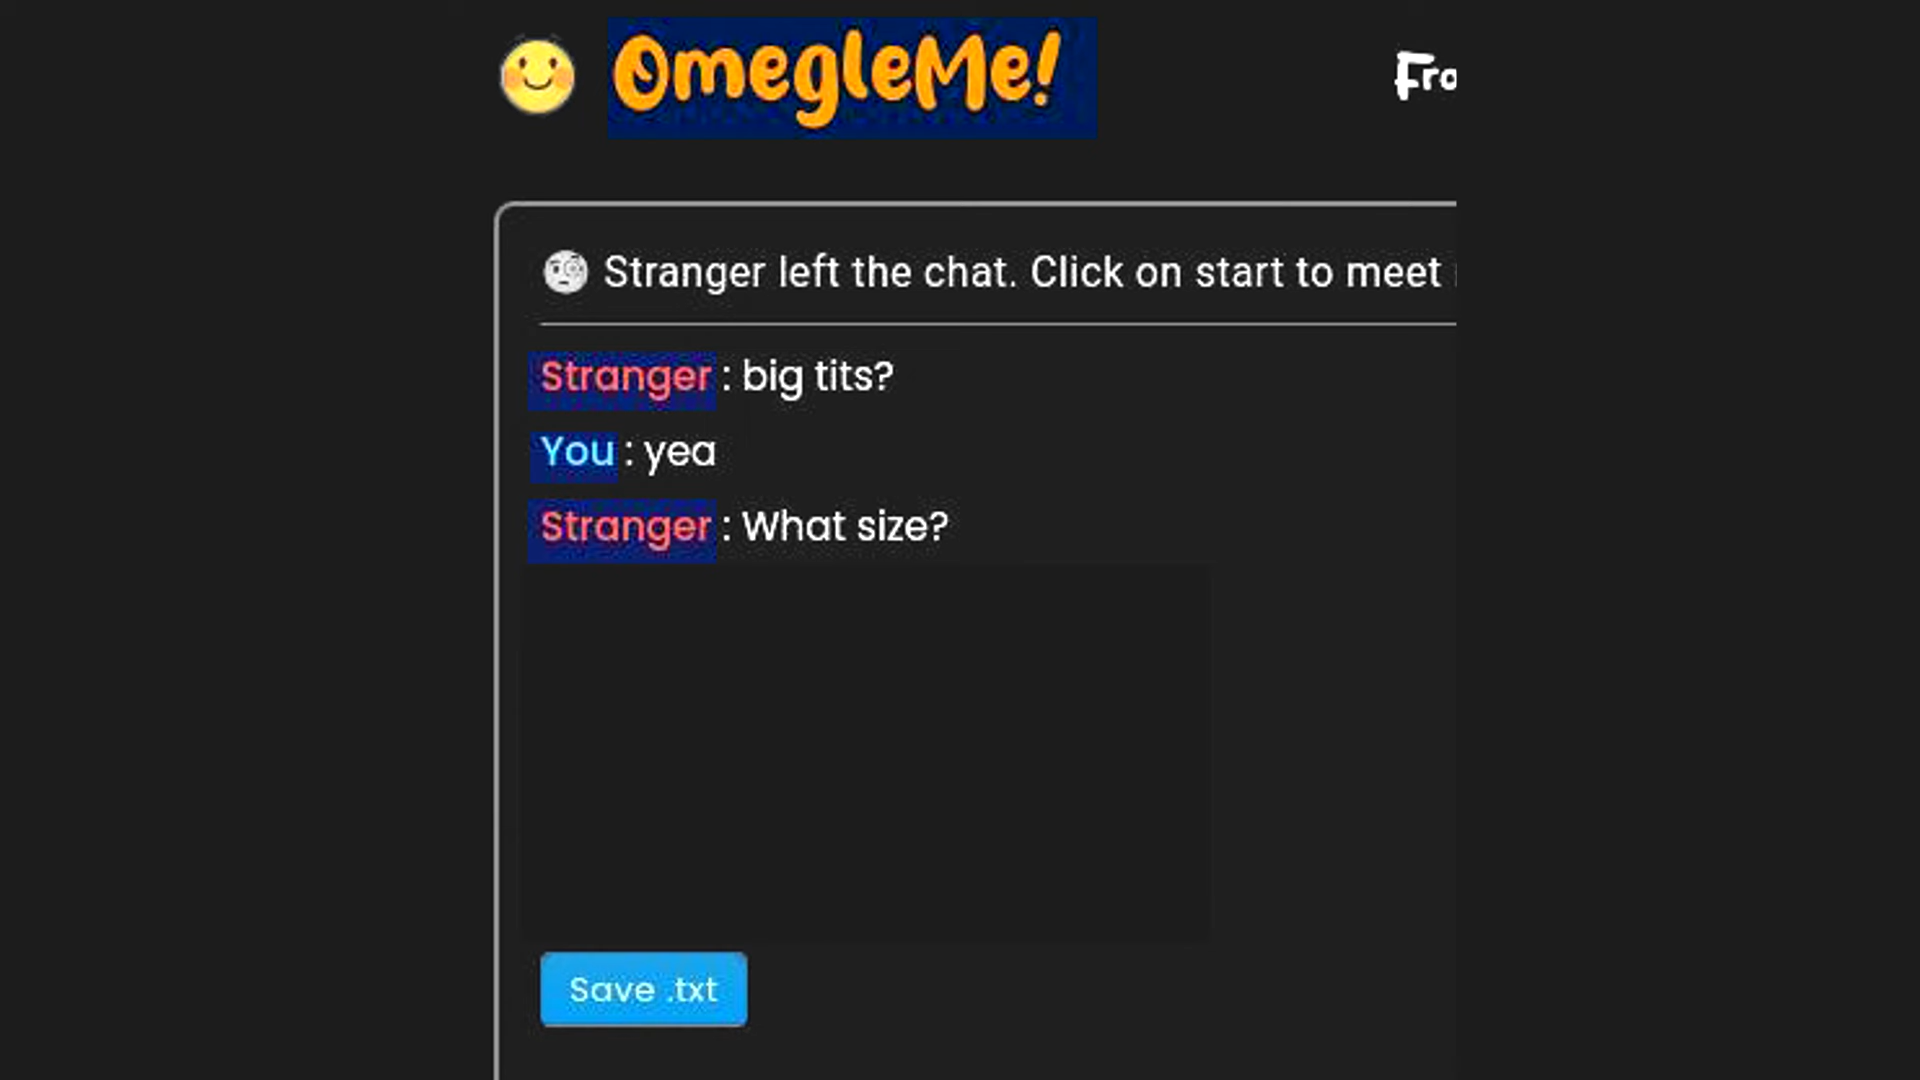 OmegleMe!
Fro
Stranger left the chat. Click on start to meet
Stranger : big tits?
You : yea
Stranger : What size?
Save .txt